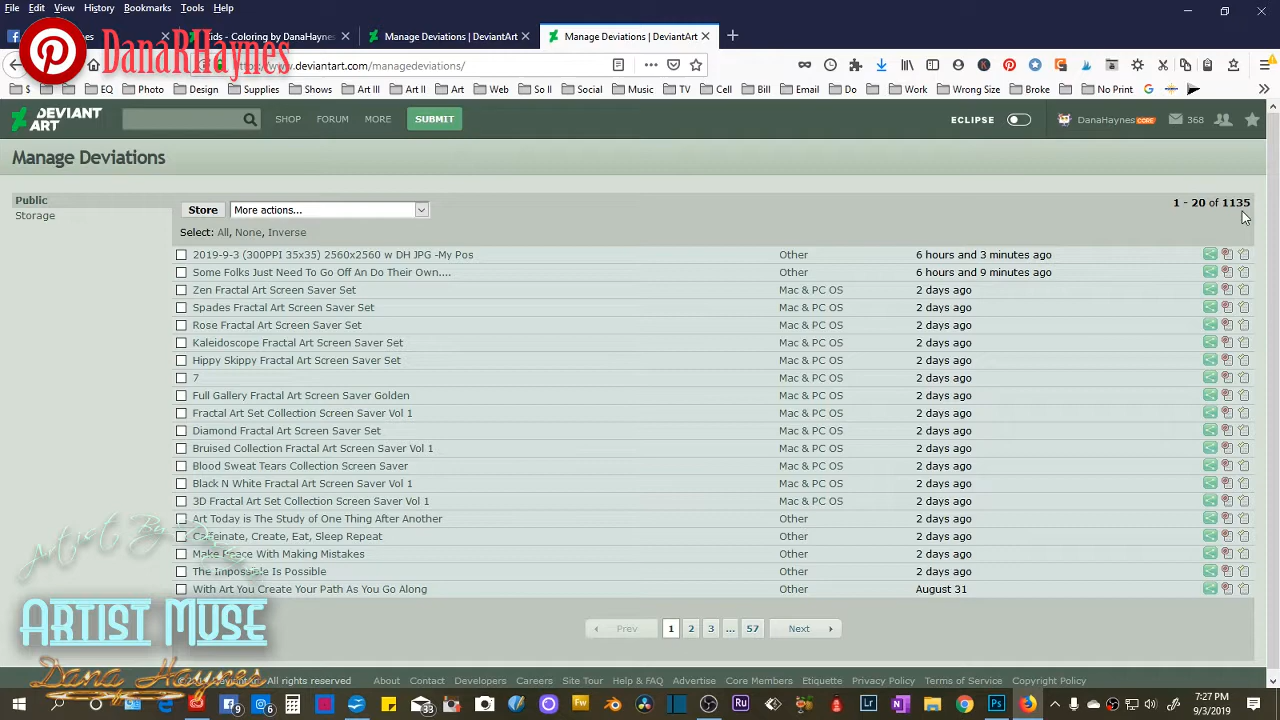 File Edit View History Bookmarks Tools Help
DanaRHaynes
Kids - Coloring by DanaHaynes
Manage Deviations | DeviantArt
Manage Deviations | DeviantArt
www.deviantart.com/managedeviations/
S EQ Photo Design Supplies Shows Art III Art II Art Web So II Social Music TV Cell Bill Email Do Work Wrong Size Broke No Print
DEVIANT ART SHOP FORUM MORE SUBMIT ECLIPSE DanaHaynes CORE 368
Manage Deviations
Public
Storage
Store More actions... 1 - 20 of 1135
Select: All, None, Inverse
2019-9-3 (300PPI 35x35) 2560x2560 w DH JPG -My Pos Other 6 hours and 3 minutes ago
Some Folks Just Need To Go Off An Do Their Own.... Other 6 hours and 9 minutes ago
Zen Fractal Art Screen Saver Set Mac & PC OS 2 days ago
Spades Fractal Art Screen Saver Set Mac & PC OS 2 days ago
Rose Fractal Art Screen Saver Set Mac & PC OS 2 days ago
Kaleidoscope Fractal Art Screen Saver Set Mac & PC OS 2 days ago
Hippy Skippy Fractal Art Screen Saver Set Mac & PC OS 2 days ago
7 Mac & PC OS 2 days ago
Full Gallery Fractal Art Screen Saver Golden Mac & PC OS 2 days ago
Fractal Art Set Collection Screen Saver Vol 1 Mac & PC OS 2 days ago
Diamond Fractal Art Screen Saver Set Mac & PC OS 2 days ago
Bruised Collection Fractal Art Screen Saver Vol 1 Mac & PC OS 2 days ago
Blood Sweat Tears Collection Screen Saver Mac & PC OS 2 days ago
Black N White Fractal Art Screen Saver Vol 1 Mac & PC OS 2 days ago
3D Fractal Art Set Collection Screen Saver Vol 1 Mac & PC OS 2 days ago
Art Today is The Study of One Thing After Another Other 2 days ago
Caffeinate, Create, Eat, Sleep Repeat Other 2 days ago
Make Peace With Making Mistakes Other 2 days ago
The Impossible Is Possible Other 2 days ago
With Art You Create Your Path As You Go Along Other August 31
Artist By
ARTIST MUSE
Dana Haynes
Prev 1 2 3 ... 57 Next
All rights reserved About Contact Developers Careers Site Tour Help & FAQ Advertise Core Members Etiquette Privacy Policy Terms of Service Copyright Policy
9 6 33 Fw Ru Lr N Ps
7:27 PM
9/3/2019